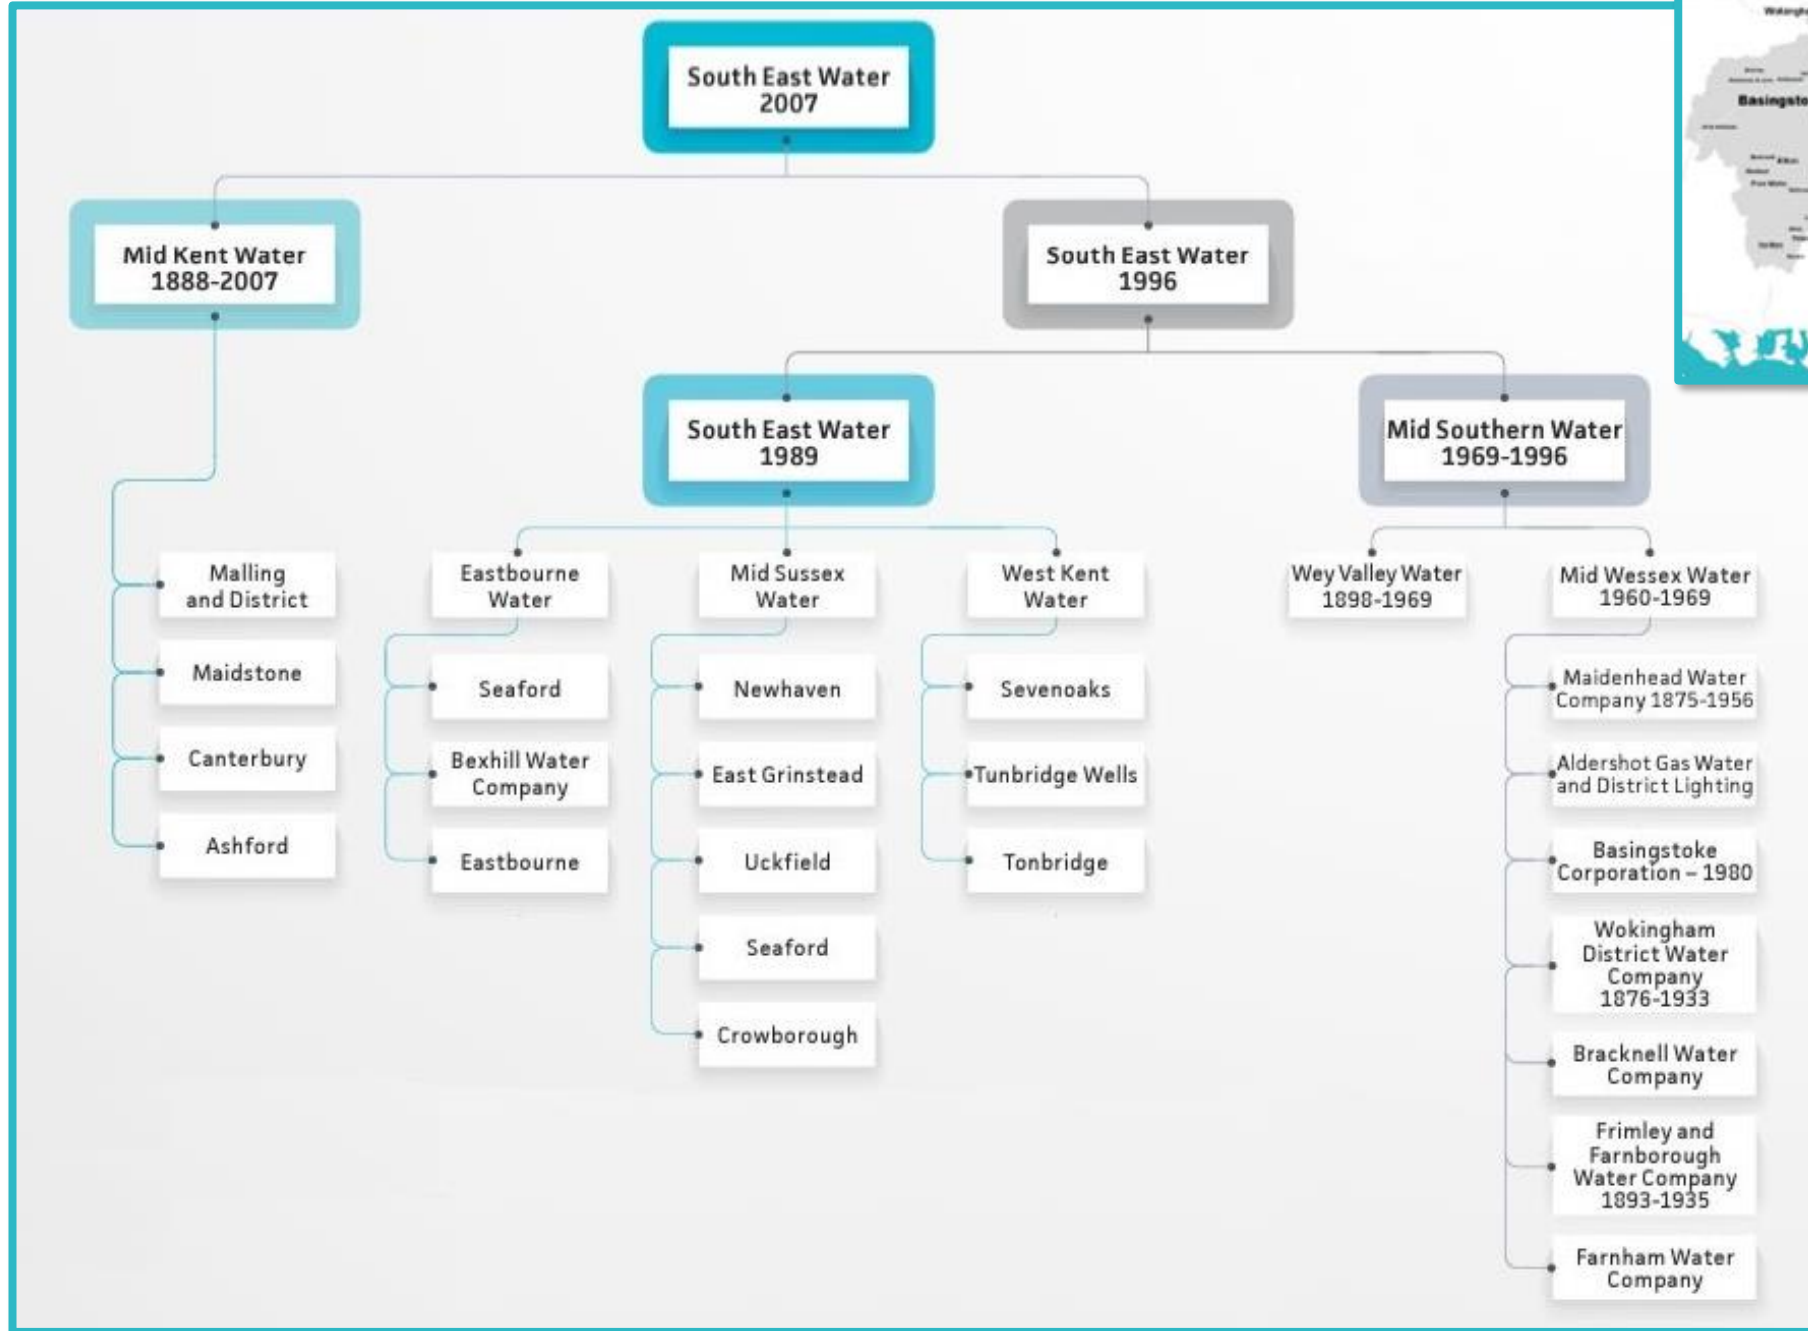 South East Water
2007
Mid Kent Water
1888-2007
South East Water
1996
South East Water
1989
Mid Southern Water
1969-1996
Malling
and District
Maidstone
Canterbury
Ashford
Eastbourne
Water
Seaford
Bexhill Water
Company
Eastbourne
Mid Sussex
Water
Newhaven
East Grinstead
Uckfield
Seaford
Crowborough
West Kent
Water
Sevenoaks
Tunbridge Wells
Tonbridge
Wey Valley Water
1898-1969
Mid Wessex Water
1960-1969
Maidenhead Water
Company 1875-1956
Aldershot Gas Water
and District Lighting
Basingstoke
Corporation – 1980
Wokingham
District Water
Company
1876-1933
Bracknell Water
Company
Frimley and
Farnborough
Water Company
1893-1935
Farnham Water
Company
Basingsto